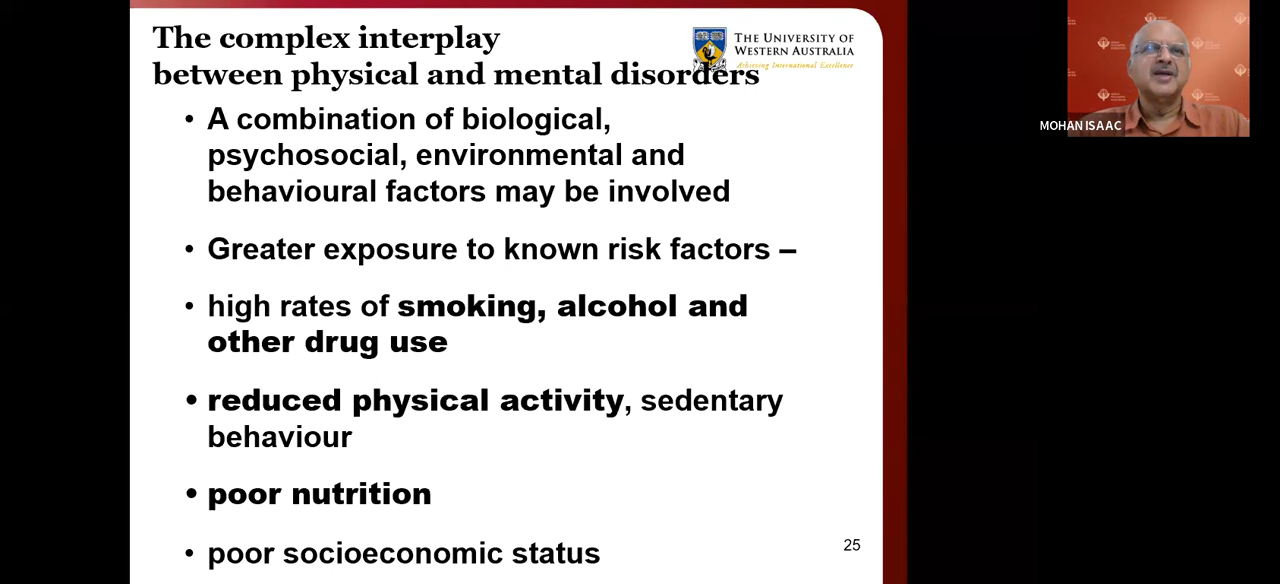 The complex interplay
between physical and mental disorders
THE UNIVERSITY OF
WESTERN AUSTRALIA
Achieving International Excellence
• A combination of biological,
psychosocial, environmental and
behavioural factors may be involved
• Greater exposure to known risk factors –
• high rates of smoking, alcohol and
other drug use
• reduced physical activity, sedentary
behaviour
• poor nutrition
• poor socioeconomic status
25
MOHAN ISAAC